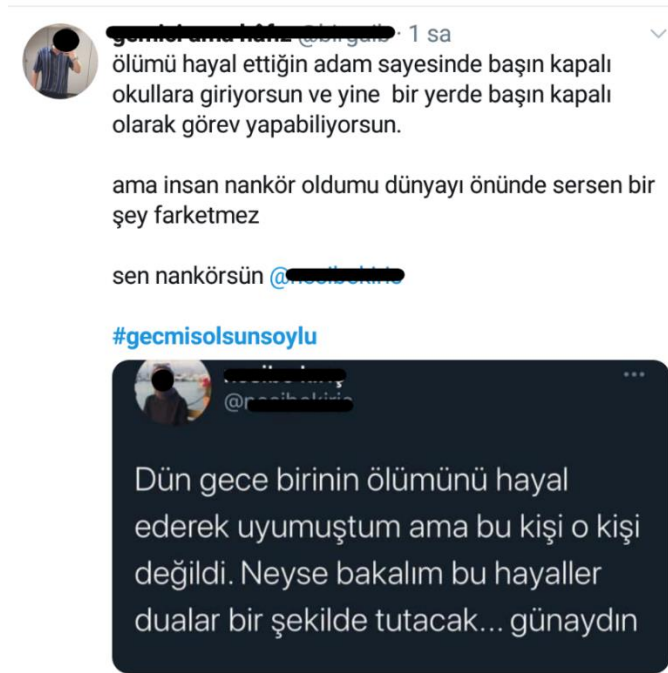 1 sa
ölümü hayal ettiğin adam sayesinde başın kapalı
okullara giriyorsun ve yine bir yerde başın kapalı
olarak görev yapabiliyorsun.
ama insan nankör oldumu dünyayı önünde sersen bir
şey farketmez
sen nankörsün @
#gecmisolsunsoylu
@
Dün gece birinin ölümünü hayal
ederek uyumuştum ama bu kişi o kişi
değildi. Neyse bakalım bu hayaller
dualar bir şekilde tutacak... günaydın